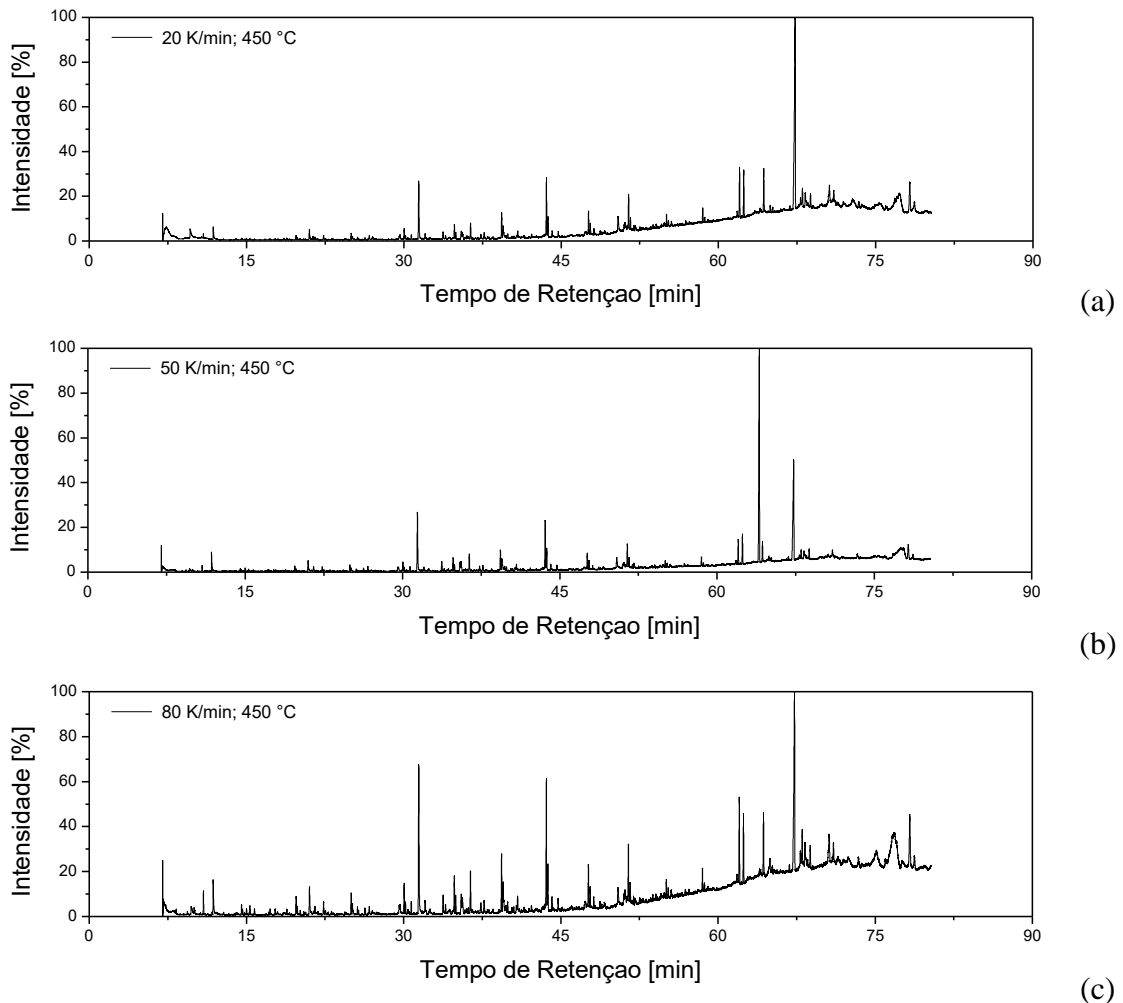 100
80
60
40
20
0
Intensidade [%]
20 K/min; 450 °C
0 15 30 45 60 75 90
Tempo de Retençao [min]
(a)
100
80
60
40
20
0
Intensidade [%]
50 K/min; 450 °C
0 15 30 45 60 75 90
Tempo de Retençao [min]
(b)
100
80
60
40
20
0
Intensidade [%]
80 K/min; 450 °C
0 15 30 45 60 75 90
Tempo de Retençao [min]
(c)